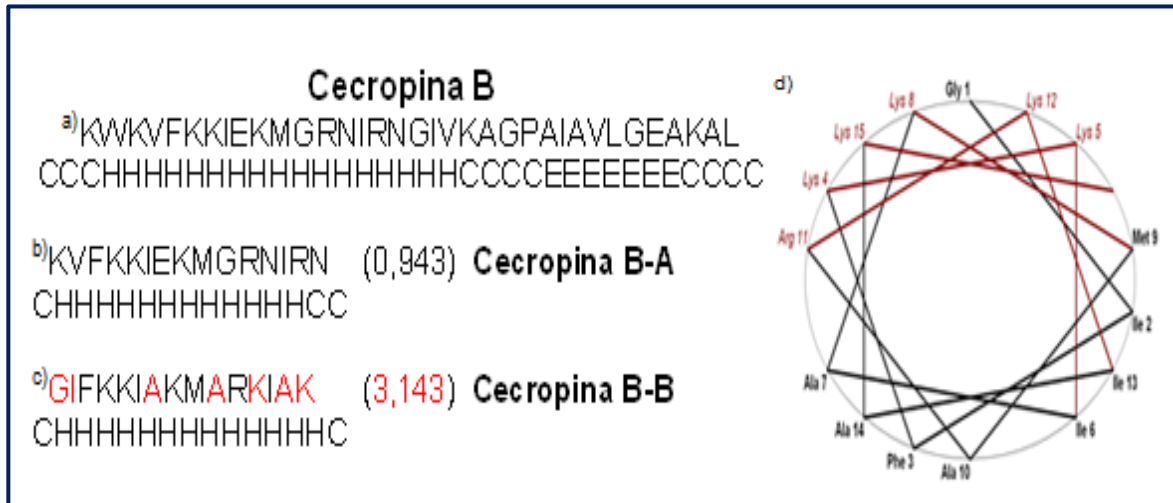 Cecropina B
a)KWKVFKKIEKMGRNIRNGIVKAGPAIAVLGEAKAL
CCCHHHHHHHHHHHHHHHHHHCCCCEEEEEEEECCCC
b)KVFKKIEKMGRNIRN (0,943) Cecropina B-A
CHHHHHHHHHHHHCC
c)GIFKKIAKMARKIAK (3,143) Cecropina B-B
CHHHHHHHHHHHHHC
d)
Gly 1
Lys 8
Lys 12
Lys 15
Lys 5
Lys 4
Arg 11
Met 9
Ile 2
Ala 7
Ile 13
Ala 14
Ile 6
Phe 3
Ala 10